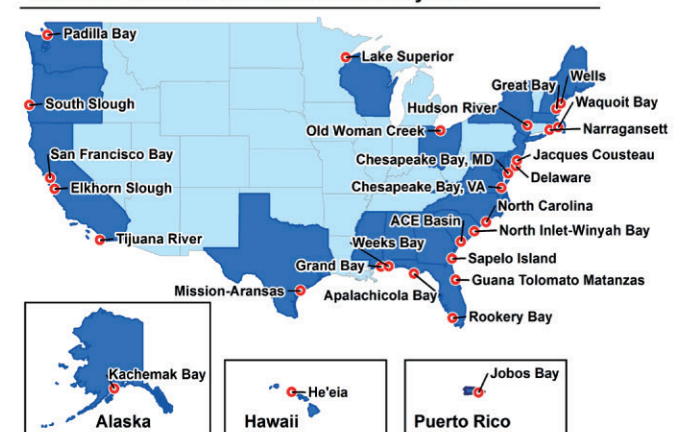 Padilla Bay
Lake Superior
Wells
Great Bay
Waquoit Bay
South Slough
Hudson River
Narragansett
Old Woman Creek
San Francisco Bay
Chesapeake Bay, MD
Jacques Cousteau
Delaware
Elkhorn Slough
Chesapeake Bay, VA
North Carolina
ACE Basin
North Inlet-Winyah Bay
Tijuana River
Weeks Bay
Grand Bay
Sapelo Island
Guana Tolomato Matanzas
Mission-Aransas
Apalachicola Bay
Rookery Bay
Kachemak Bay
Alaska
He'eia
Hawaii
Jobos Bay
Puerto Rico